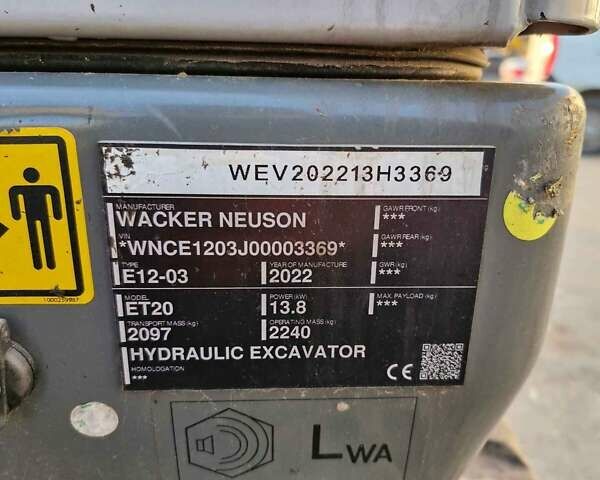 WEV202213H3369
MANUFACTURER GAWR FRONT (kg)
WACKER NEUSON ***
VIN GAWR REAR (kg)
*WNCE1203J00003369* ***
TYPE YEAR OF MANUFACTURE GWR (kg)
E12-03 2022 ***
MODEL POWER (kW) MAX. PAYLOAD (kg)
ET20 13.8 ***
TRANSPORT MASS (kg) OPERATING MASS (kg)
2097 2240
HYDRAULIC EXCAVATOR
HOMOLOGATION
*** CE
LWA